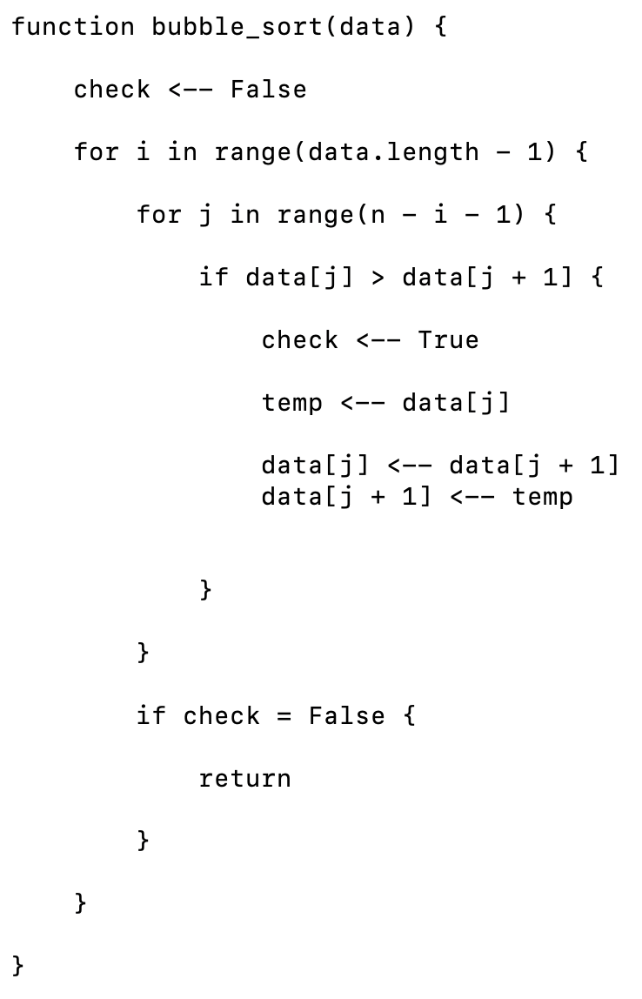 function bubble_sort(data) {
    check <-- False
    for i in range(data.length - 1) {
        for j in range(n - i - 1) {
            if data[j] > data[j + 1] {
                check <-- True
                temp <-- data[j]
                data[j] <-- data[j + 1]
                data[j + 1] <-- temp
            }
        }
        if check = False {
            return
        }
    }
}